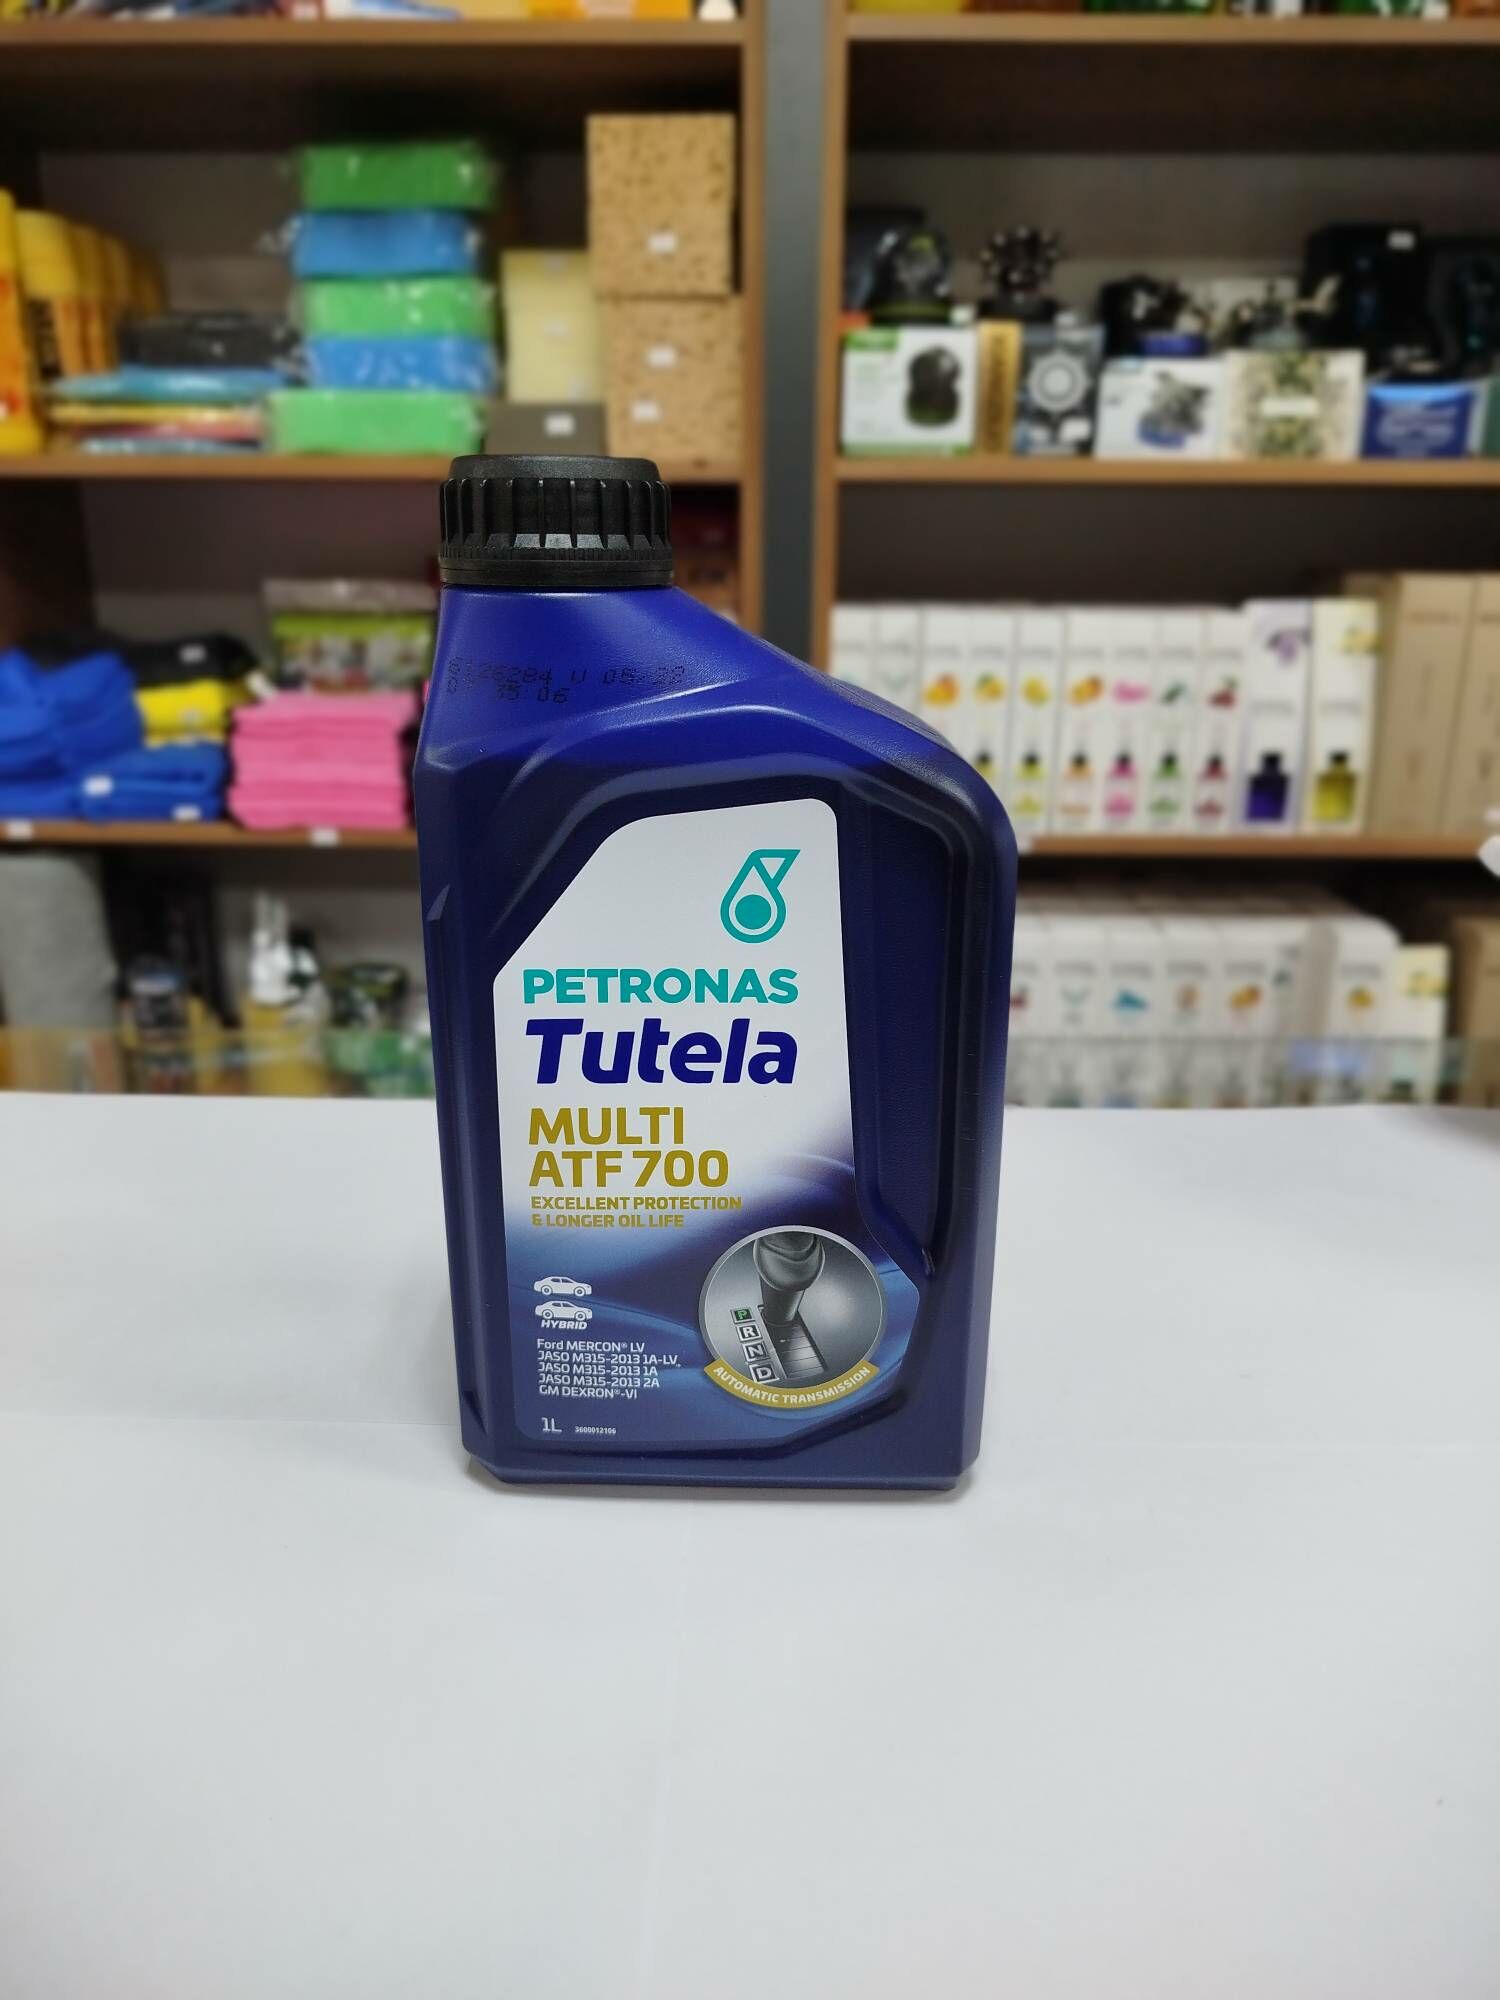 PETRONAS
Tutela
MULTI
ATF 700
EXCELLENT PROTECTION
& LONGER OIL LIFE
HYBRID
Ford MERCON® LV
JASO M315-2013 1A-LV
JASO M315-2013 1A
JASO M315-2013 2A
GM DEXRON®-VI
P
R
N
D
AUTOMATIC TRANSMISSION
1L 3600012106